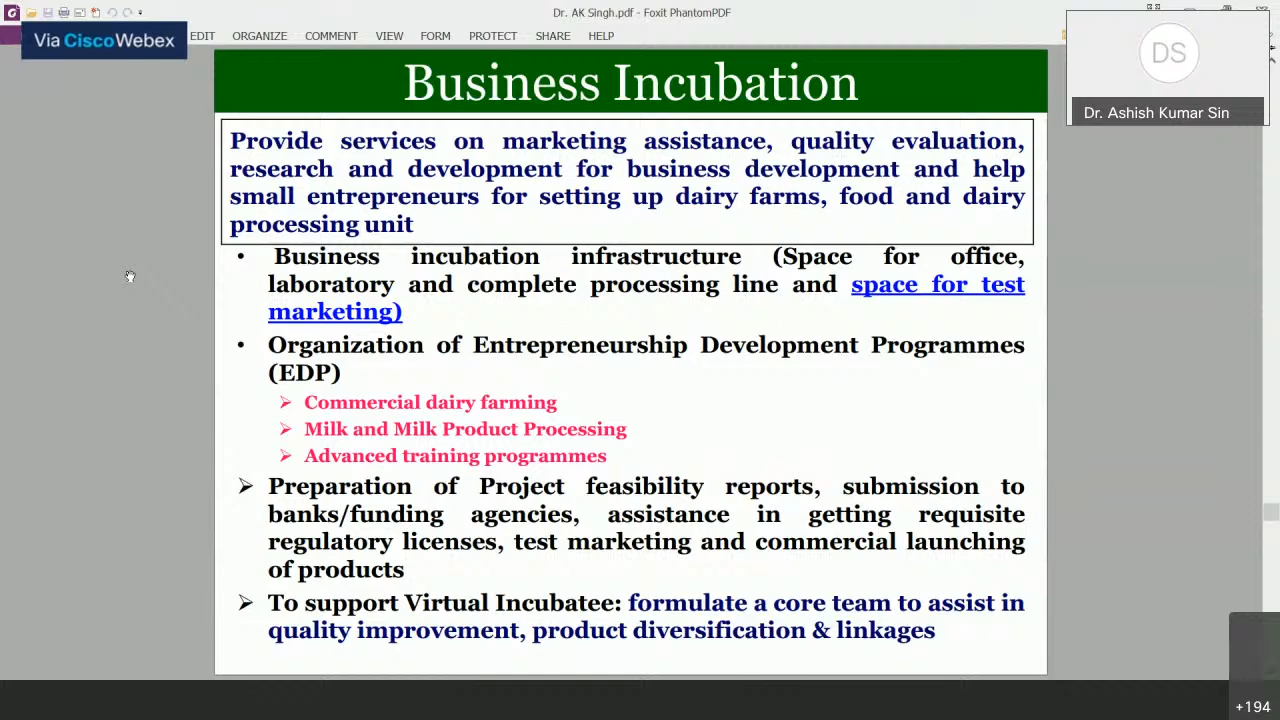 Dr. AK Singh.pdf - Foxit PhantomPDF
Via CiscoWebex
EDIT ORGANIZE COMMENT VIEW FORM PROTECT SHARE HELP
DS
Dr. Ashish Kumar Sin
Business Incubation
Provide services on marketing assistance, quality evaluation,
research and development for business development and help
small entrepreneurs for setting up dairy farms, food and dairy
processing unit
• Business incubation infrastructure (Space for office,
laboratory and complete processing line and space for test
marketing)
• Organization of Entrepreneurship Development Programmes
(EDP)
➢ Commercial dairy farming
➢ Milk and Milk Product Processing
➢ Advanced training programmes
➢ Preparation of Project feasibility reports, submission to
banks/funding agencies, assistance in getting requisite
regulatory licenses, test marketing and commercial launching
of products
➢ To support Virtual Incubatee: formulate a core team to assist in
quality improvement, product diversification & linkages
+194